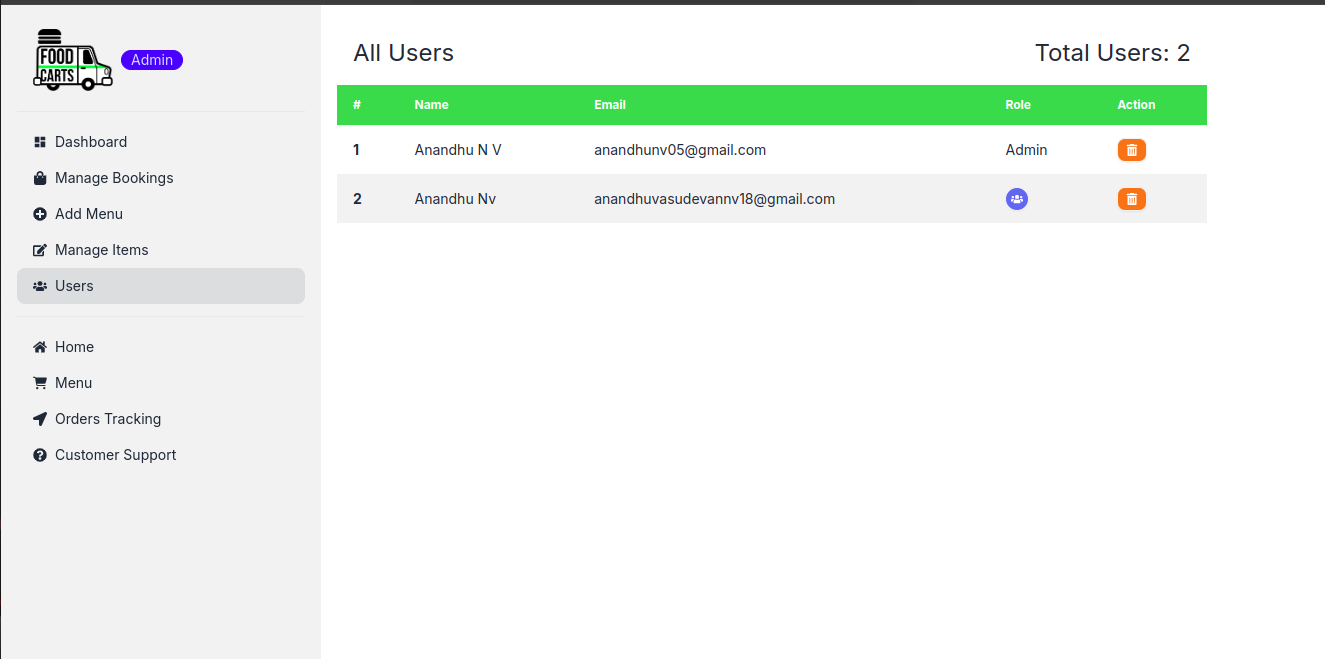 FOOD
CARTS
Admin
Dashboard
Manage Bookings
Add Menu
Manage Items
Users
Home
Menu
Orders Tracking
Customer Support
All Users
Total Users: 2
# Name Email Role Action
1 Anandhu N V anandhunv05@gmail.com Admin
2 Anandhu Nv anandhuvasudevannv18@gmail.com